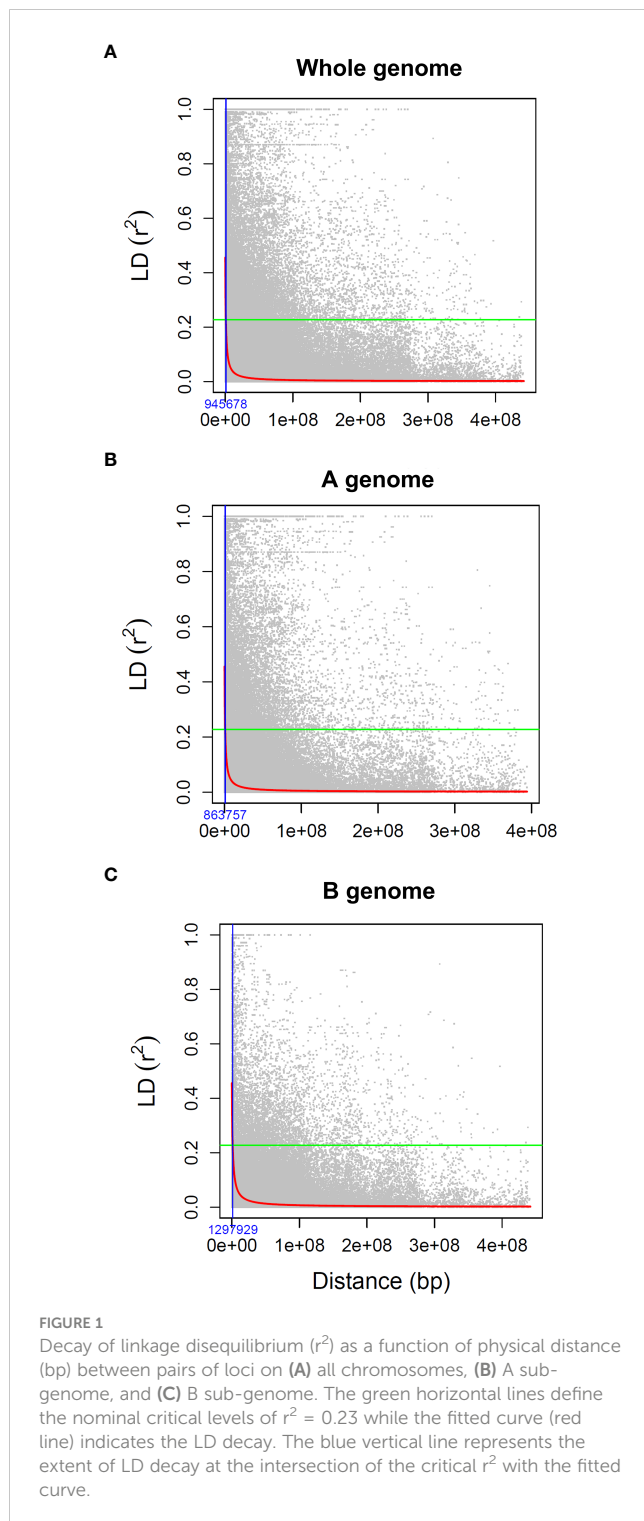 A
Whole genome
LD (r²)
1.0
0.8
0.6
0.4
0.2
0.0
945678
0e+00 1e+08 2e+08 3e+08 4e+08
B
A genome
LD (r²)
1.0
0.8
0.6
0.4
0.2
0.0
863757
0e+00 1e+08 2e+08 3e+08 4e+08
C
B genome
LD (r²)
1.0
0.8
0.6
0.4
0.2
0.0
1297929
0e+00 1e+08 2e+08 3e+08 4e+08
Distance (bp)
FIGURE 1
Decay of linkage disequilibrium (r²) as a function of physical distance
(bp) between pairs of loci on (A) all chromosomes, (B) A sub-
genome, and (C) B sub-genome. The green horizontal lines define
the nominal critical levels of r² = 0.23 while the fitted curve (red
line) indicates the LD decay. The blue vertical line represents the
extent of LD decay at the intersection of the critical r² with the fitted
curve.